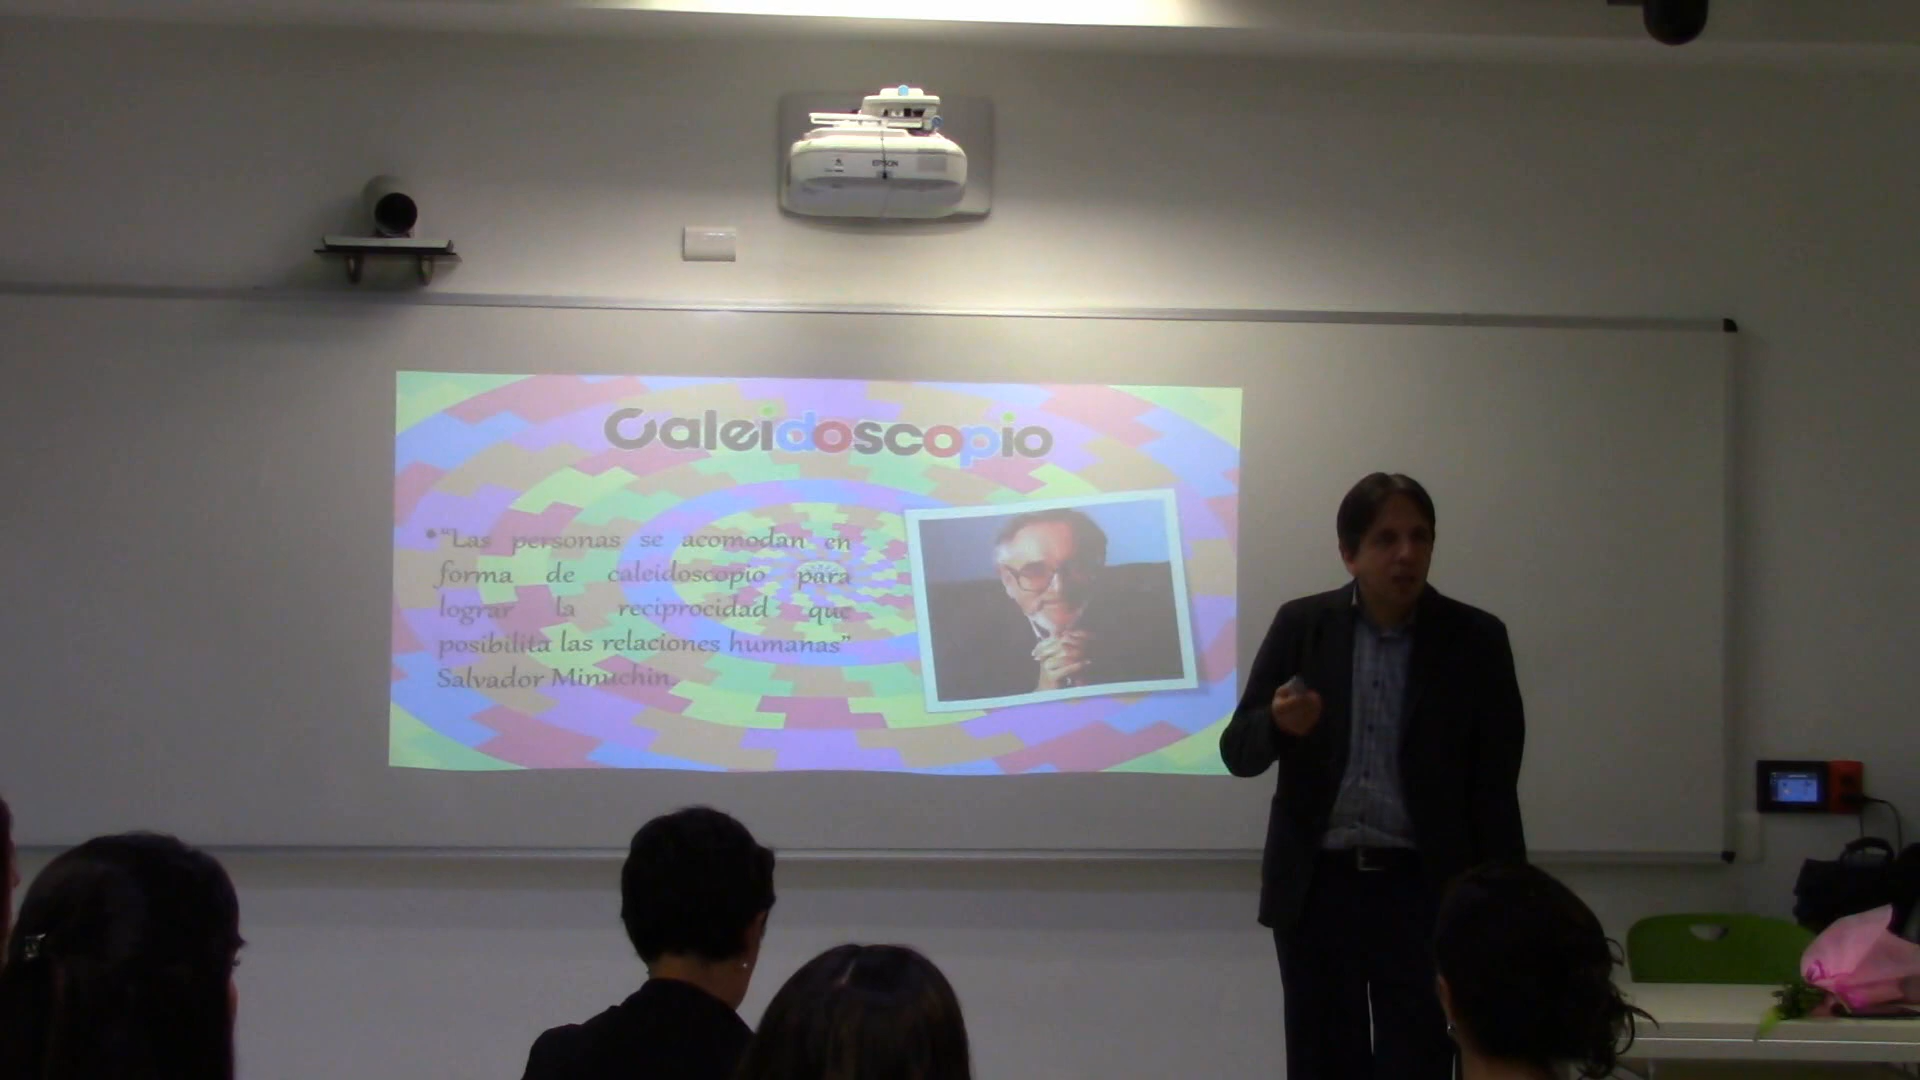 EPSON
Caleidoscopio
•“Las personas se acomodan en
forma de caleidoscopio para
lograr la reciprocidad que
posibilita las relaciones humanas”
Salvador Minuchin.